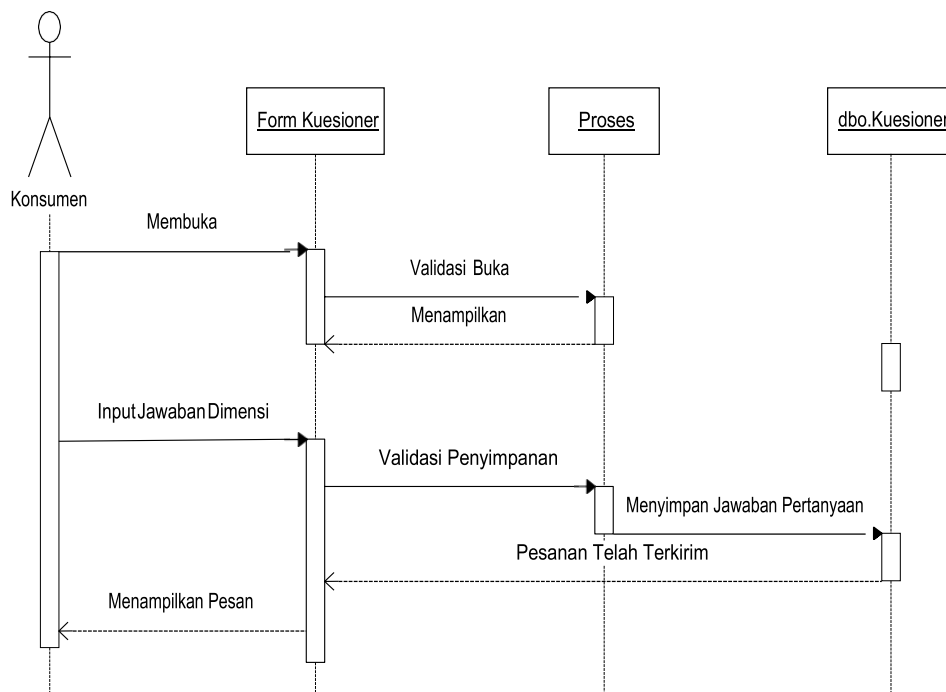 Form Kuesioner
Proses
dbo.Kuesioner
Konsumen
Membuka
Validasi Buka
Menampilkan
Input Jawaban Dimensi
Validasi Penyimpanan
Menyimpan Jawaban Pertanyaan
Pesanan Telah Terkirim
Menampilkan Pesan